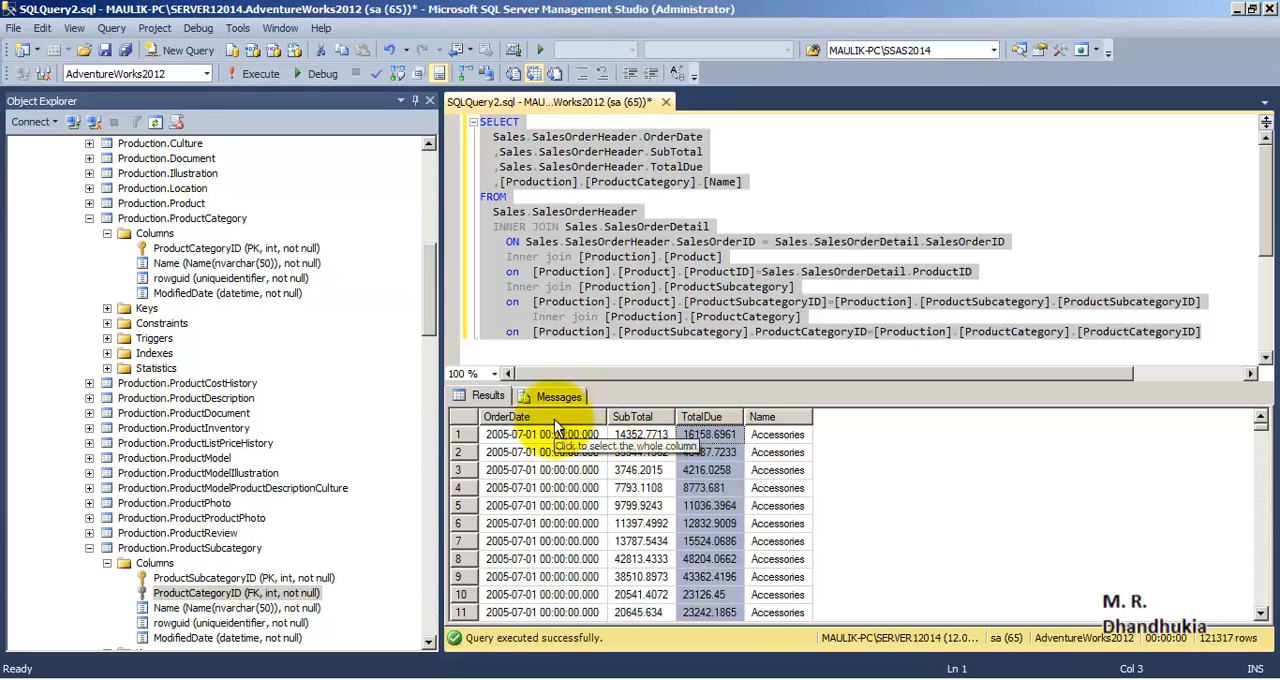 SQLQuery2.sql - MAULIK-PC\SERVER12014.AdventureWorks2012 (sa (65))* - Microsoft SQL Server Management Studio (Administrator)
File Edit View Query Project Debug Tools Window Help
New Query MAULIK-PC\SSAS2014
AdventureWorks2012 Execute Debug
Object Explorer
Connect
Production.Culture
Production.Document
Production.Illustration
Production.Location
Production.Product
Production.ProductCategory
Columns
ProductCategoryID (PK, int, not null)
Name (Name(nvarchar(50)), not null)
rowguid (uniqueidentifier, not null)
ModifiedDate (datetime, not null)
Keys
Constraints
Triggers
Indexes
Statistics
Production.ProductCostHistory
Production.ProductDescription
Production.ProductDocument
Production.ProductInventory
Production.ProductListPriceHistory
Production.ProductModel
Production.ProductModelIllustration
Production.ProductModelProductDescriptionCulture
Production.ProductPhoto
Production.ProductProductPhoto
Production.ProductReview
Production.ProductSubcategory
Columns
ProductSubcategoryID (PK, int, not null)
ProductCategoryID (FK, int, not null)
Name (Name(nvarchar(50)), not null)
rowguid (uniqueidentifier, not null)
ModifiedDate (datetime, not null)
SQLQuery2.sql - MAU...Works2012 (sa (65))*
SELECT
Sales.SalesOrderHeader.OrderDate
,Sales.SalesOrderHeader.SubTotal
,Sales.SalesOrderHeader.TotalDue
,[Production].[ProductCategory].[Name]
FROM
Sales.SalesOrderHeader
INNER JOIN Sales.SalesOrderDetail
ON Sales.SalesOrderHeader.SalesOrderID = Sales.SalesOrderDetail.SalesOrderID
Inner join [Production].[Product]
on [Production].[Product].[ProductID]=Sales.SalesOrderDetail.ProductID
Inner join [Production].[ProductSubcategory]
on [Production].[Product].[ProductSubcategoryID]=[Production].[ProductSubcategory].[ProductSubcategoryID]
Inner join [Production].[ProductCategory]
on [Production].[ProductSubcategory].ProductCategoryID=[Production].[ProductCategory].[ProductCategoryID]
100 %
Results Messages
OrderDate SubTotal TotalDue Name
1 2005-07-01 00:00:00.000 14352.7713 16158.6961 Accessories
Click to select the whole column
2 2005-07-01 Accessories
3 2005-07-01 00:00:00.000 3746.2015 4216.0258 Accessories
4 2005-07-01 00:00:00.000 7793.1108 8773.681 Accessories
5 2005-07-01 00:00:00.000 9799.9243 11036.3964 Accessories
6 2005-07-01 00:00:00.000 11397.4992 12832.9009 Accessories
7 2005-07-01 00:00:00.000 13787.5434 15524.0686 Accessories
8 2005-07-01 00:00:00.000 42813.4333 48204.0662 Accessories
9 2005-07-01 00:00:00.000 38510.8973 43362.4196 Accessories
10 2005-07-01 00:00:00.000 20541.4072 23126.45 Accessories
11 2005-07-01 00:00:00.000 20645.634 23242.1865 Accessories
M. R.
Dhandhukia
Query executed successfully. MAULIK-PC\SERVER12014 (12.0... sa (65) AdventureWorks2012 00:00:00 121317 rows
Ready Ln 1 Col 3 INS